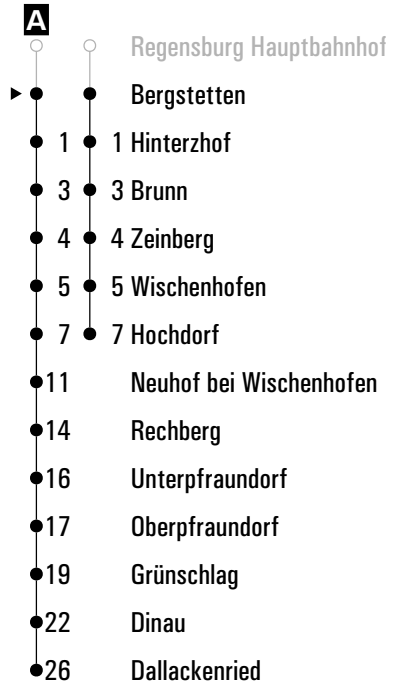 A
Regensburg Hauptbahnhof
Bergstetten
1 1 Hinterzhof
3 3 Brunn
4 4 Zeinberg
5 5 Wischenhofen
7 7 Hochdorf
11 Neuhof bei Wischenhofen
14 Rechberg
16 Unterpfraundorf
17 Oberpfraundorf
19 Grünschlag
22 Dinau
26 Dallackenried